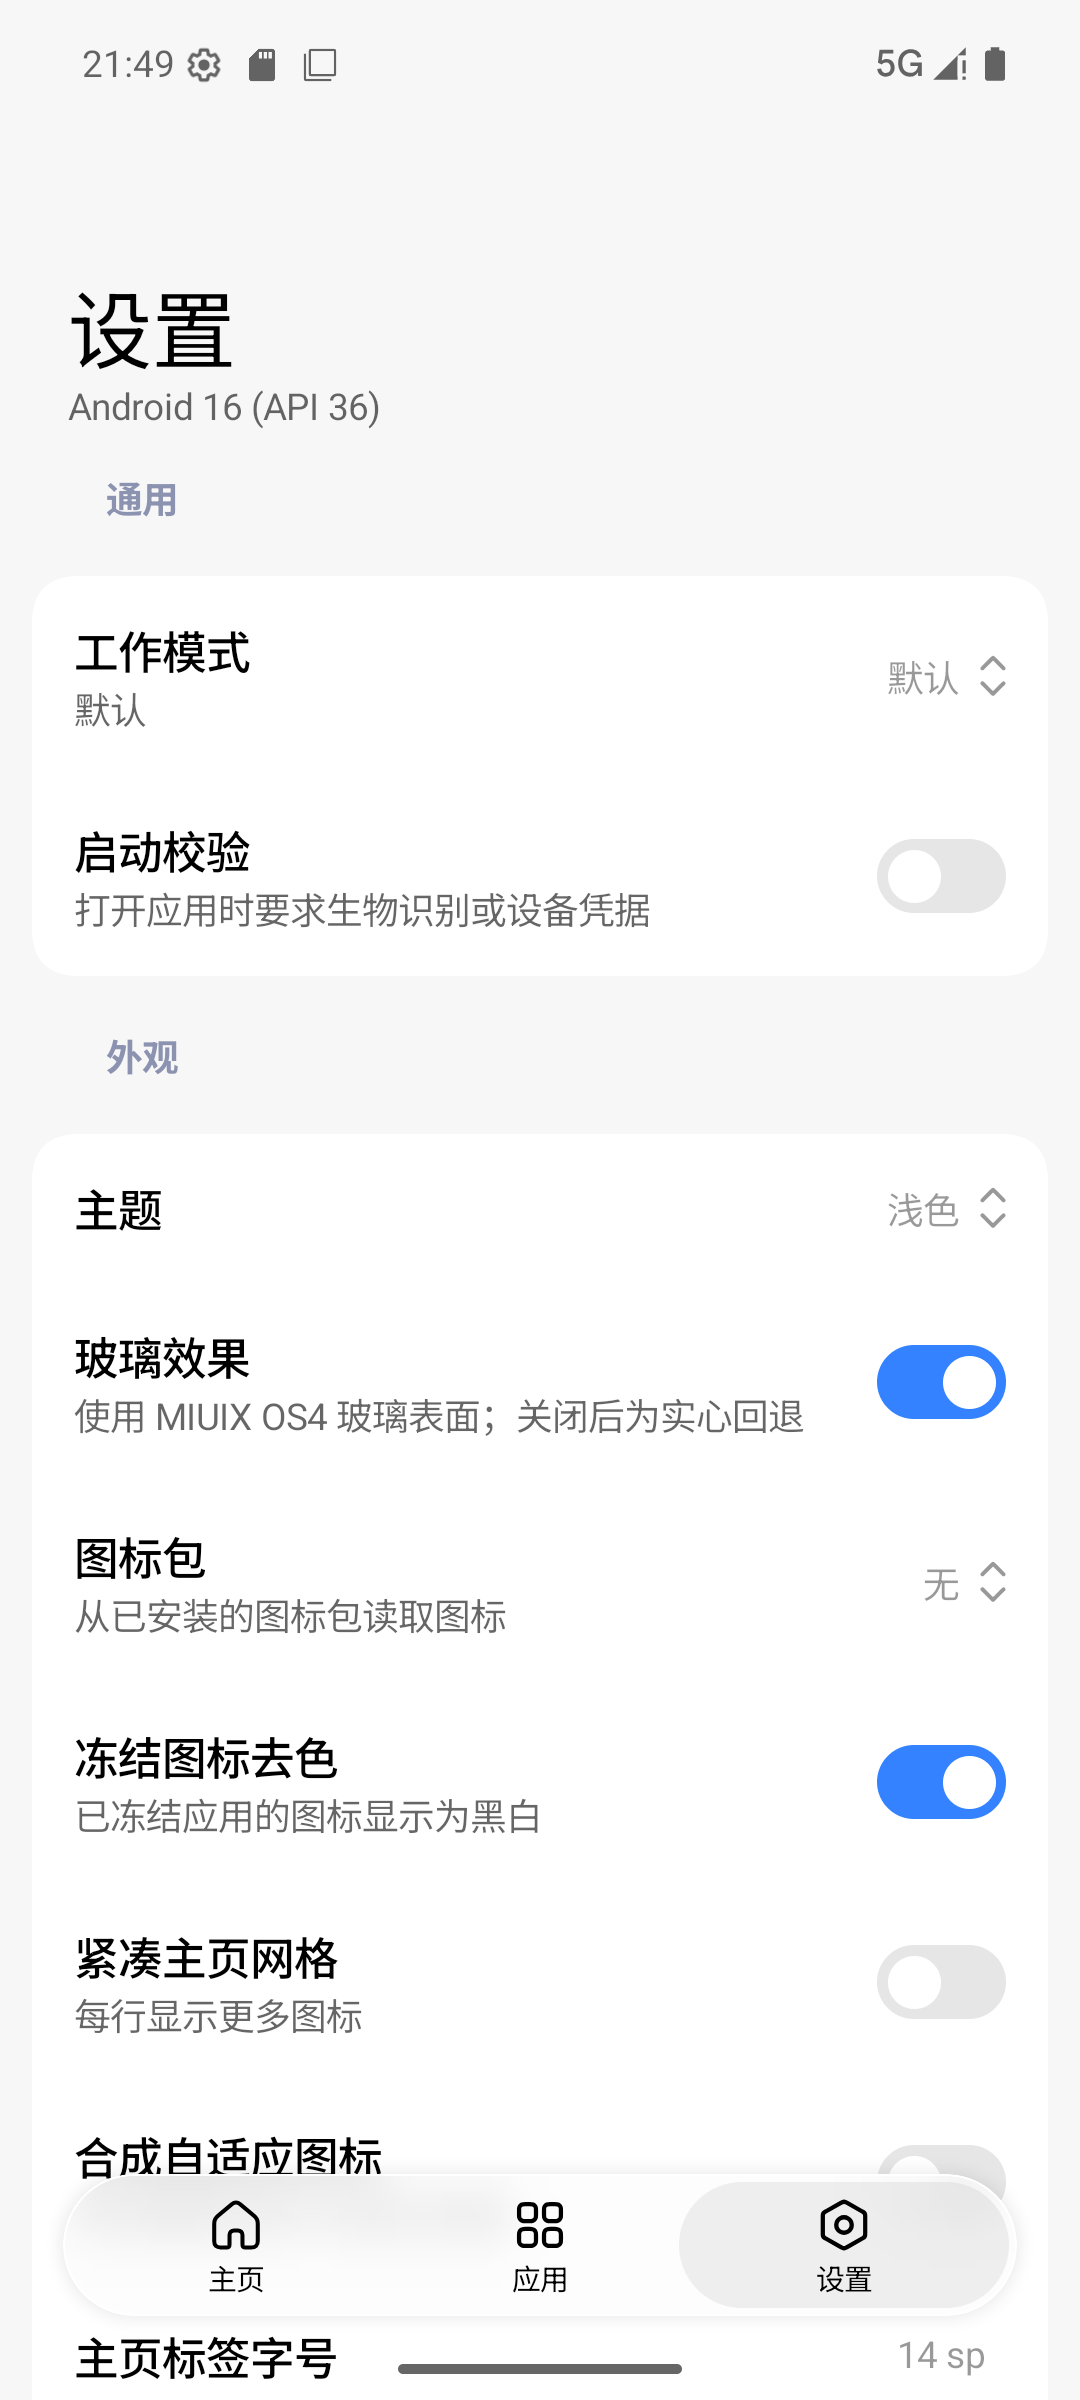 21:49
5G
设置
Android 16 (API 36)
通用
工作模式
默认
默认
启动校验
打开应用时要求生物识别或设备凭据
外观
主题
浅色
玻璃效果
使用 MIUIX OS4 玻璃表面；关闭后为实心回退
图标包
从已安装的图标包读取图标
无
冻结图标去色
已冻结应用的图标显示为黑白
紧凑主页网格
每行显示更多图标
合成自适应图标
主页
应用
设置
主页标签字号
14 sp